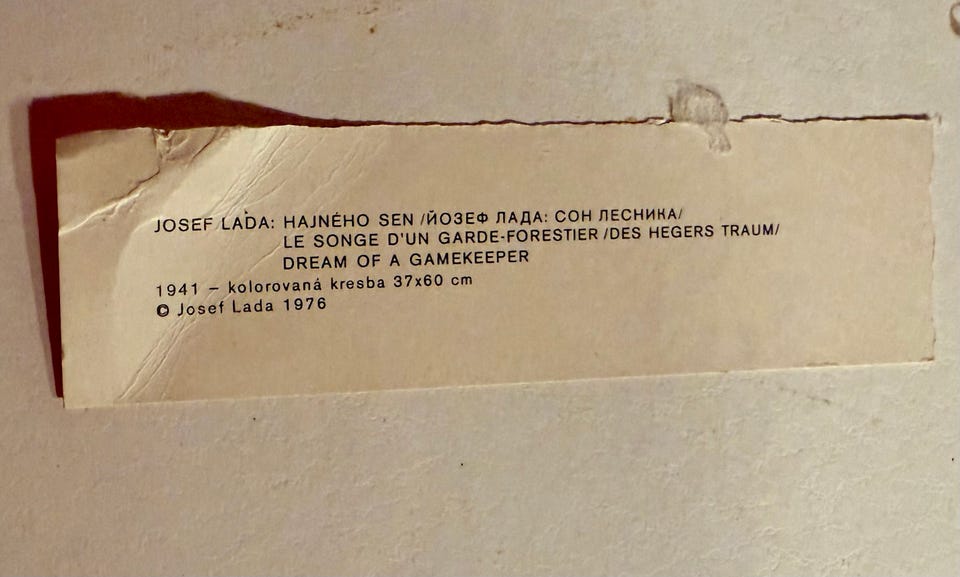 JOSEF LADA: HAJNÉHO SEN /ЙОЗЕФ ЛАДА: СОН ЛЕСНИКА/
LE SONGE D'UN GARDE-FORESTIER /DES HEGERS TRAUM/
DREAM OF A GAMEKEEPER
1941 – kolorovaná kresba 37x60 cm
© Josef Lada 1976